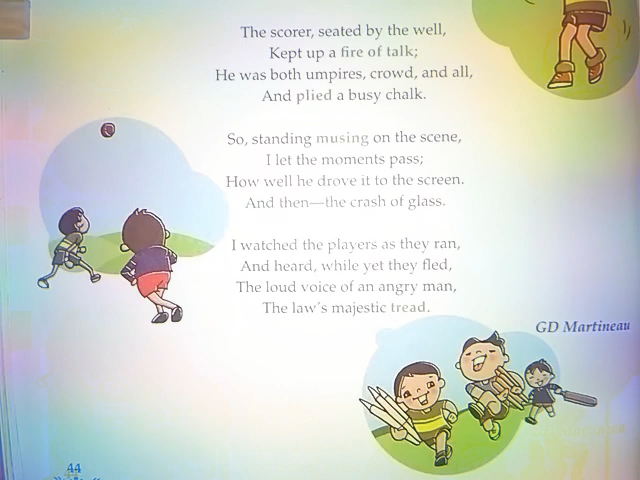 The scorer, seated by the well,
Kept up a fire of talk;
He was both umpires, crowd, and all,
And plied a busy chalk.
So, standing musing on the scene,
I let the moments pass;
How well he drove it to the screen.
And then—the crash of glass.
I watched the players as they ran,
And heard, while yet they fled,
The loud voice of an angry man,
The law's majestic tread.
GD Martineau
44